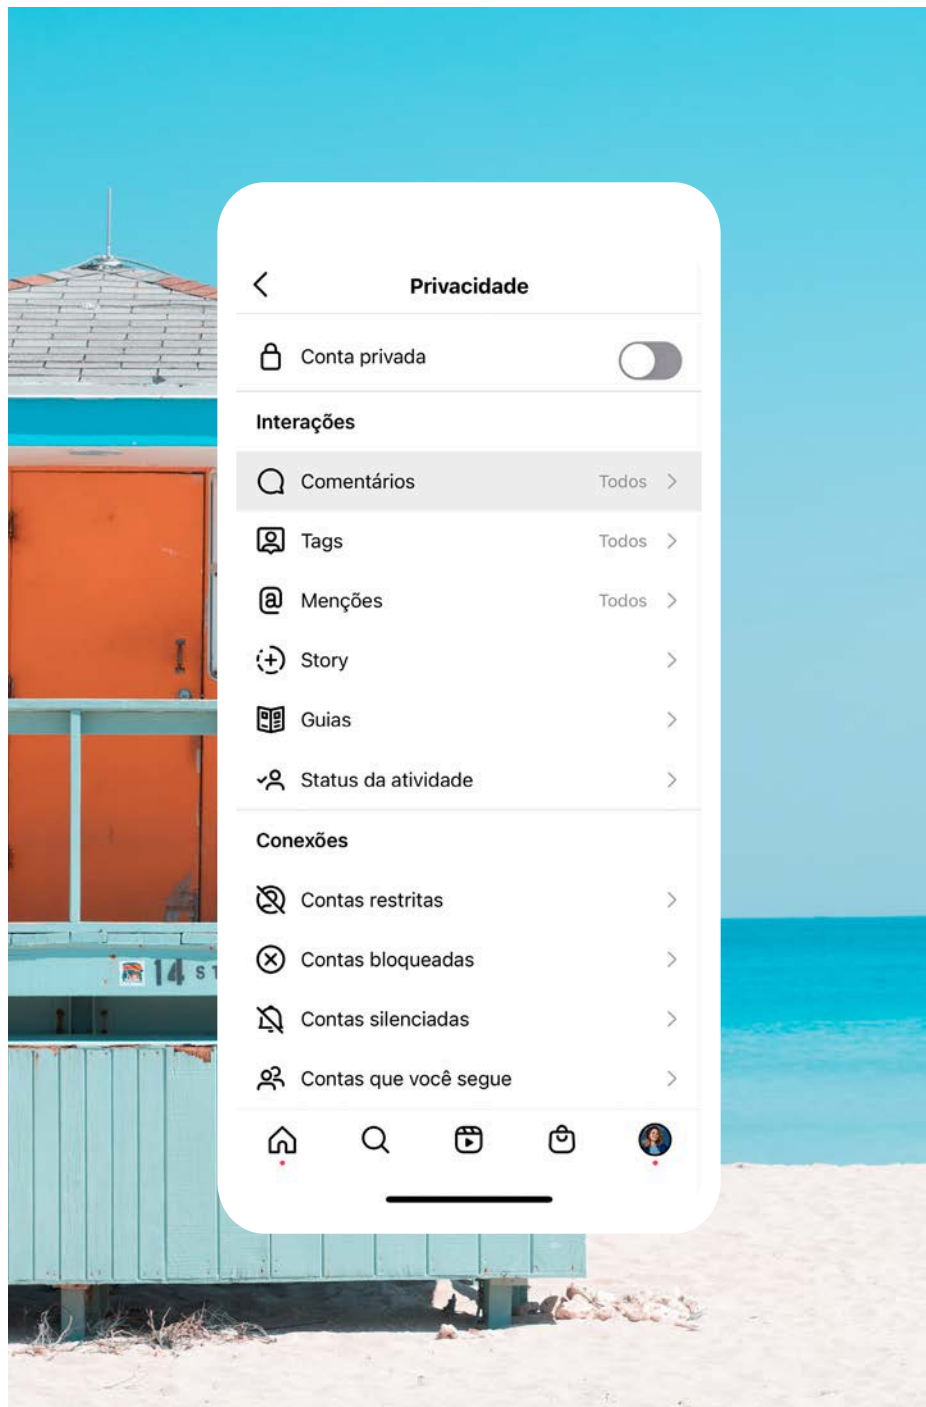 Privacidade
Conta privada
Interações
Comentários Todos
Tags Todos
Menções Todos
Story
Guias
Status da atividade
Conexões
Contas restritas
Contas bloqueadas
Contas silenciadas
Contas que você segue
14 ST